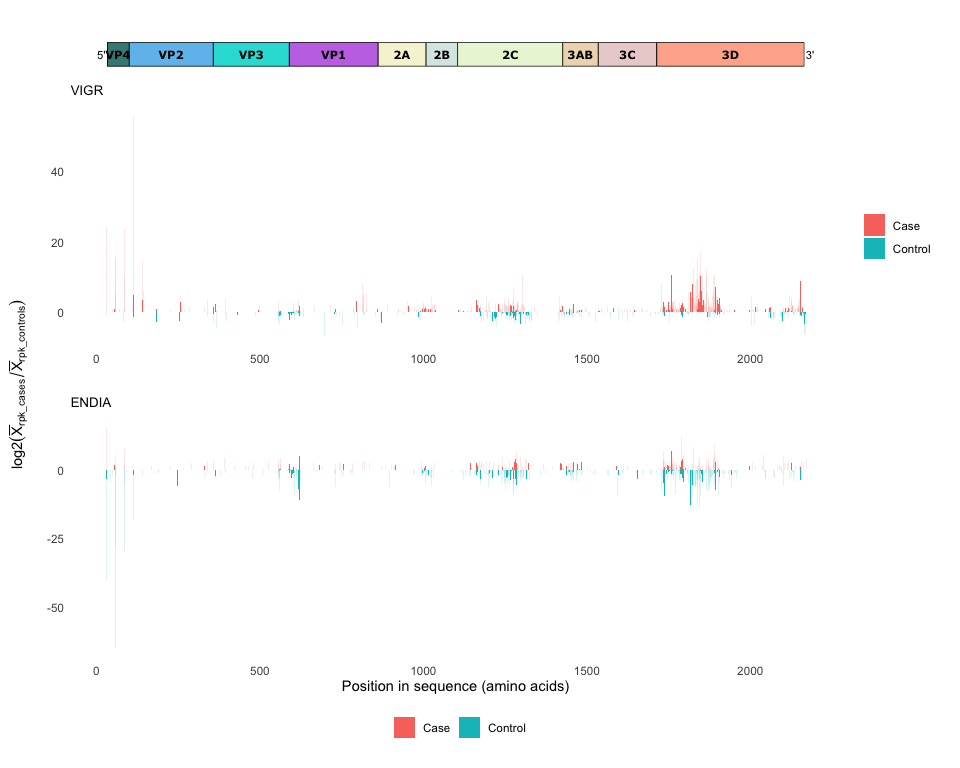 5' VP4 VP2 VP3 VP1 2A 2B 2C 3AB 3C 3D 3'
VIGR
40
20
0
0 500 1000 1500 2000
Case
Control
log2(X̅rpk_cases/X̅rpk_controls)
ENDIA
0
-25
-50
0 500 1000 1500 2000
Position in sequence (amino acids)
Case Control